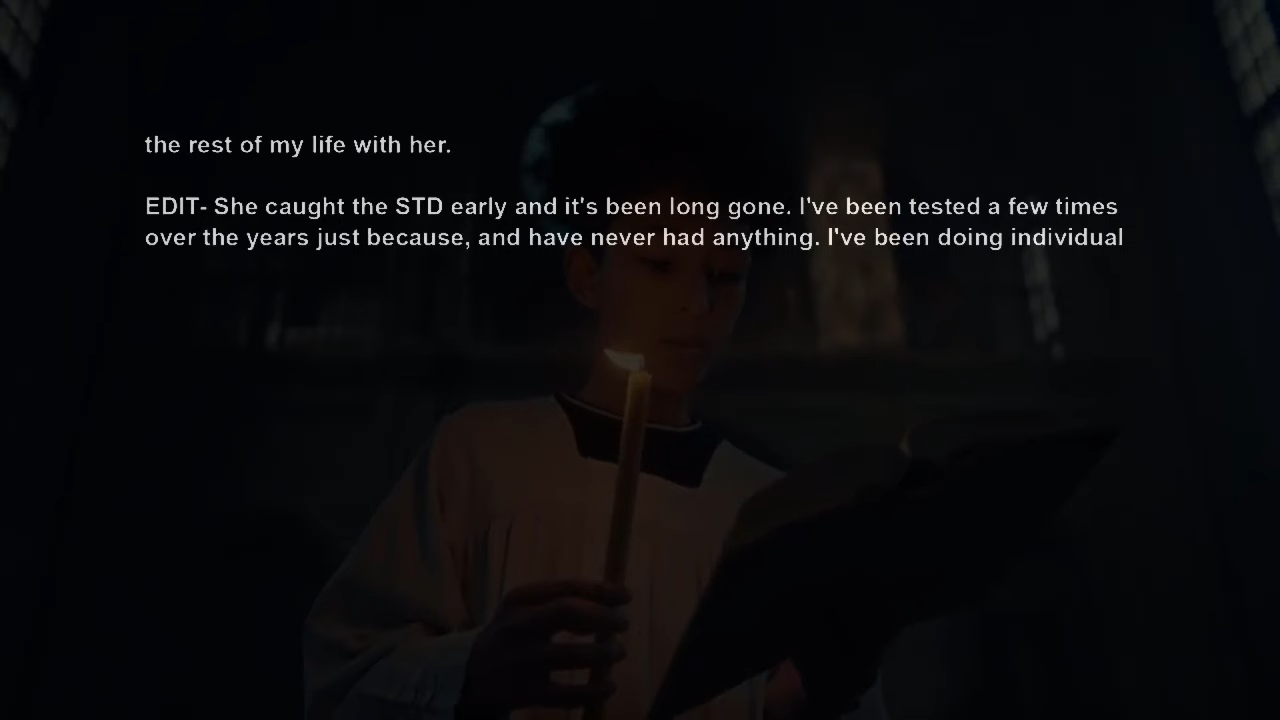 the rest of my life with her.
EDIT- She caught the STD early and it's been long gone. I've been tested a few times
over the years just because, and have never had anything. I've been doing individual